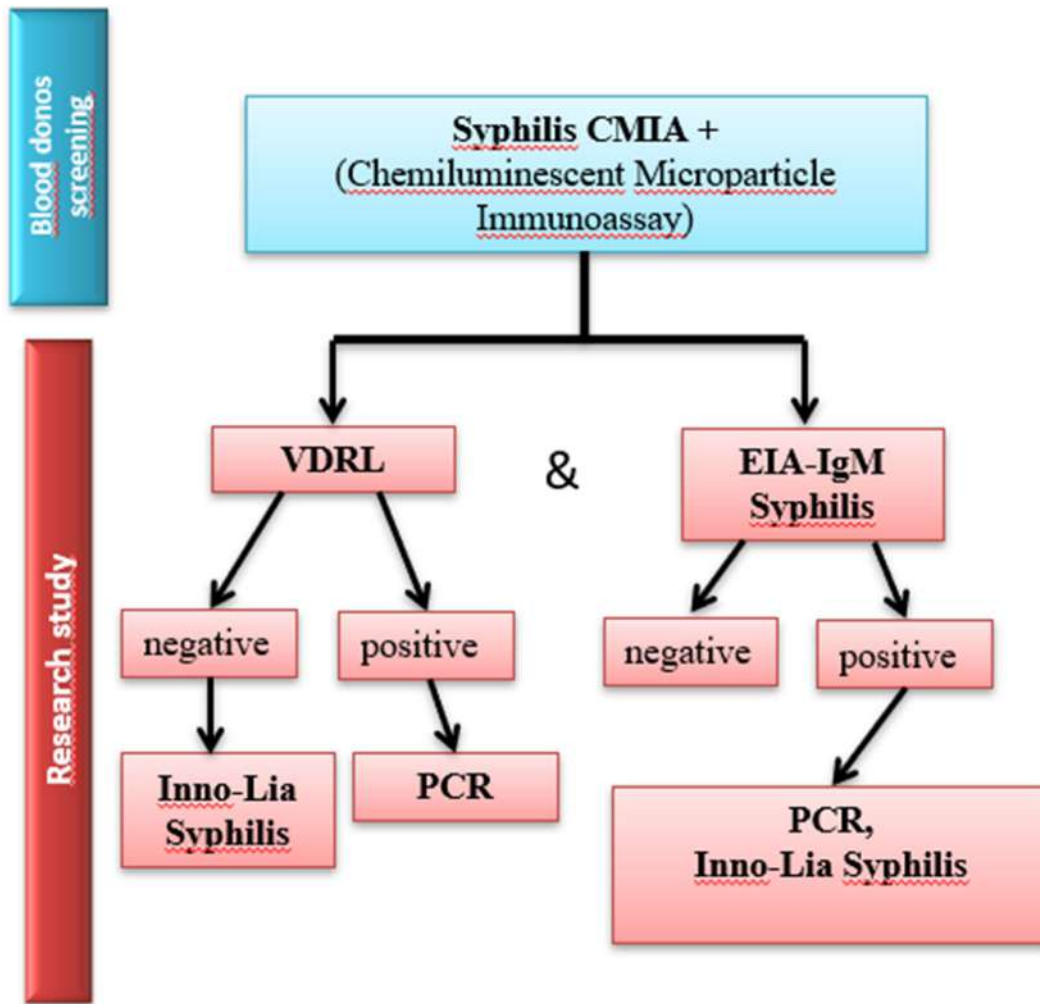 Blood donos
screening
Syphilis CMIA +
(Chemiluminescent Microparticle
Immunoassay)
Research study
VDRL
&
EIA-IgM
Syphilis
negative
positive
negative
positive
Inno-Lia
Syphilis
PCR
PCR,
Inno-Lia Syphilis